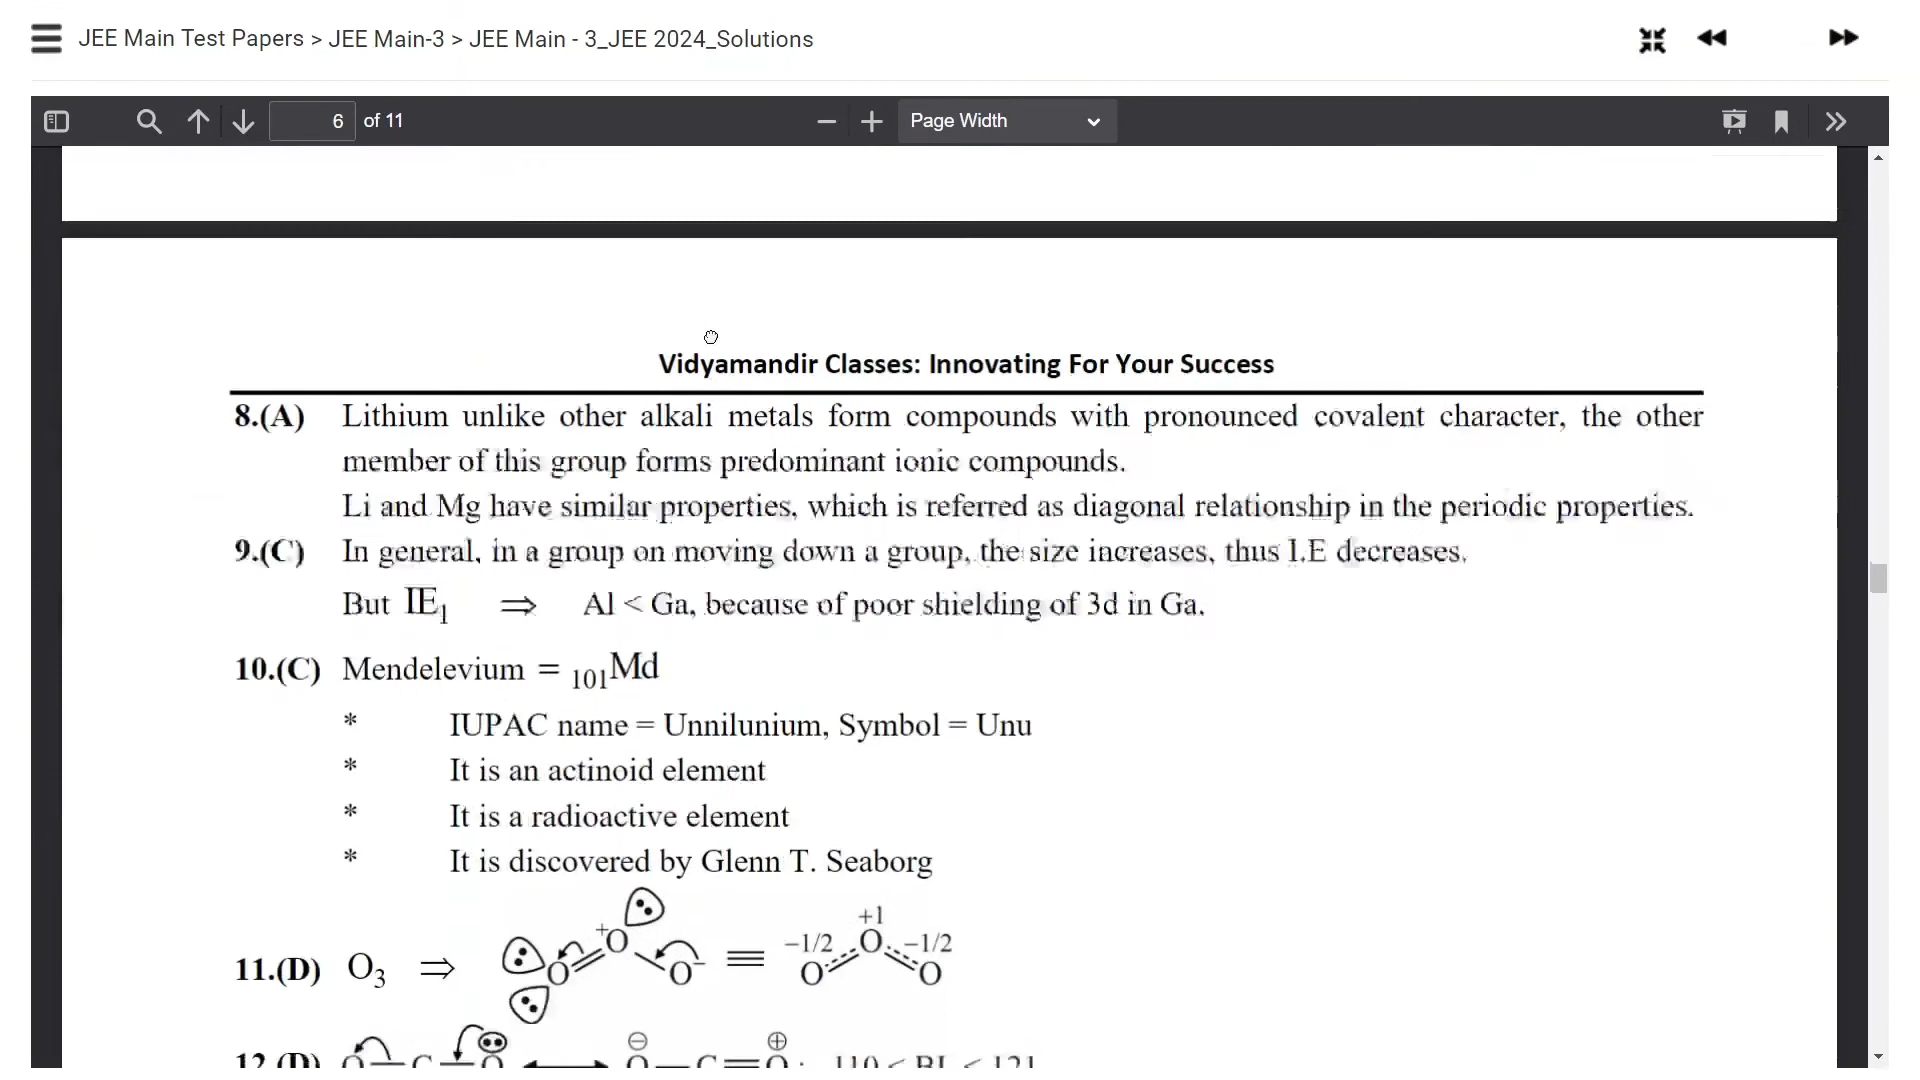 JEE Main Test Papers > JEE Main-3 > JEE Main - 3_JEE 2024_Solutions
6 of 11 Page Width
Vidyamandir Classes: Innovating For Your Success
8.(A) Lithium unlike other alkali metals form compounds with pronounced covalent character, the other
member of this group forms predominant ionic compounds.
Li and Mg have similar properties, which is referred as diagonal relationship in the periodic properties.
9.(C) In general, in a group on moving down a group, the size increases, thus I.E decreases.
But IE₁ ⇒ Al < Ga, because of poor shielding of 3d in Ga.
10.(C) Mendelevium = ₁₀₁Md
* IUPAC name = Unnilunium, Symbol = Unu
* It is an actinoid element
* It is a radioactive element
* It is discovered by Glenn T. Seaborg
+1
+O −1/2 O −1/2
11.(D) O₃ ⇒ O O− ≡ O O
12.(D) O C O ↔ O C O ; 110 < BL < 121